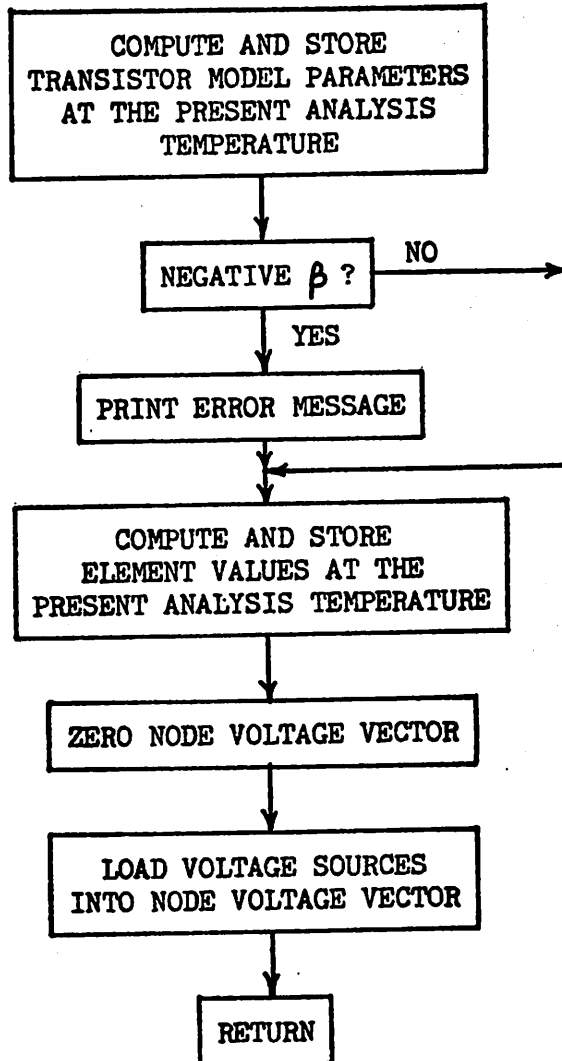 COMPUTE AND STORE
TRANSISTOR MODEL PARAMETERS
AT THE PRESENT ANALYSIS
TEMPERATURE
NEGATIVE β ?
NO
YES
PRINT ERROR MESSAGE
COMPUTE AND STORE
ELEMENT VALUES AT THE
PRESENT ANALYSIS TEMPERATURE
ZERO NODE VOLTAGE VECTOR
LOAD VOLTAGE SOURCES
INTO NODE VOLTAGE VECTOR
RETURN